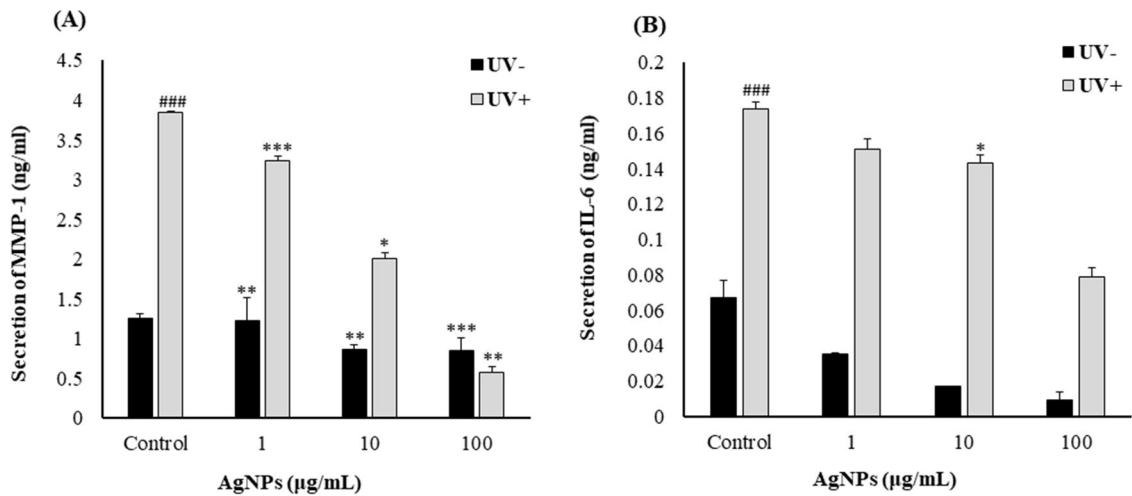 (A)
Secretion of MMP-1 (ng/ml)
4.5
4
3.5
3
2.5
2
1.5
1
0.5
0
UV-
UV+
###
***
**
*
**
***
**
Control 1 10 100
AgNPs (μg/mL)
(B)
Secretion of IL-6 (ng/ml)
0.2
0.18
0.16
0.14
0.12
0.1
0.08
0.06
0.04
0.02
0
UV-
UV+
###
*
Control 1 10 100
AgNPs (μg/mL)